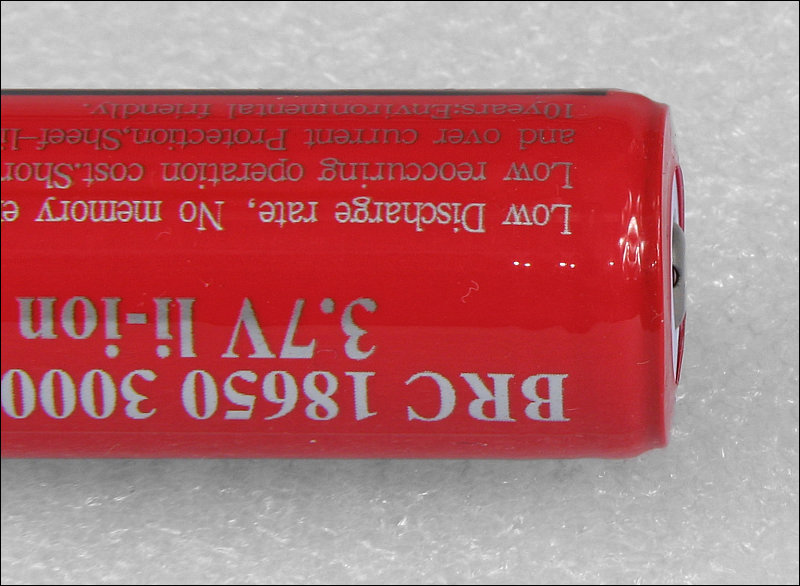 BRC 18650 3000
3.7V li-ion
Low Discharge rate, No memory e
Low reoccuring operation cost.Shor
and over current Protection.Sheef-li
10years:Environmental friendly.